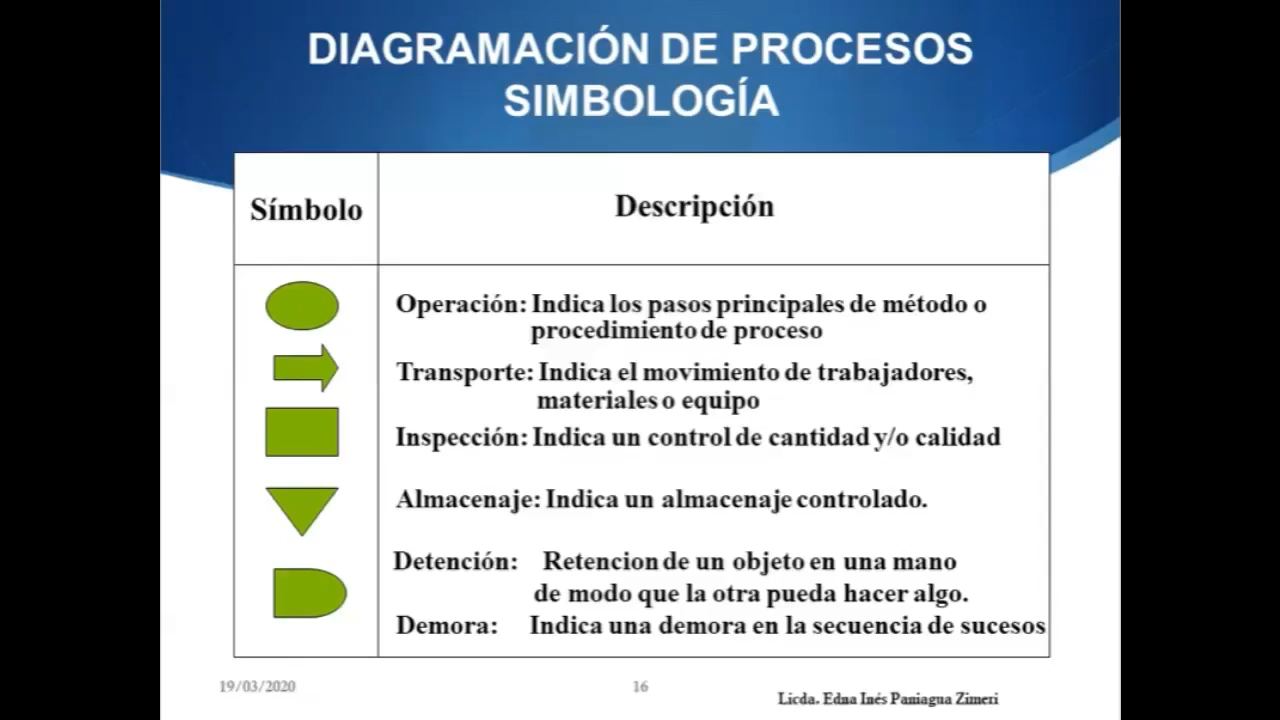 DIAGRAMACIÓN DE PROCESOS
SIMBOLOGÍA
Símbolo
Descripción
Operación: Indica los pasos principales de método o
procedimiento de proceso
Transporte: Indica el movimiento de trabajadores,
materiales o equipo
Inspección: Indica un control de cantidad y/o calidad
Almacenaje: Indica un almacenaje controlado.
Detención: Retencion de un objeto en una mano
de modo que la otra pueda hacer algo.
Demora: Indica una demora en la secuencia de sucesos
19/03/2020
16
Licda. Edna Inés Paniagua Zimeri